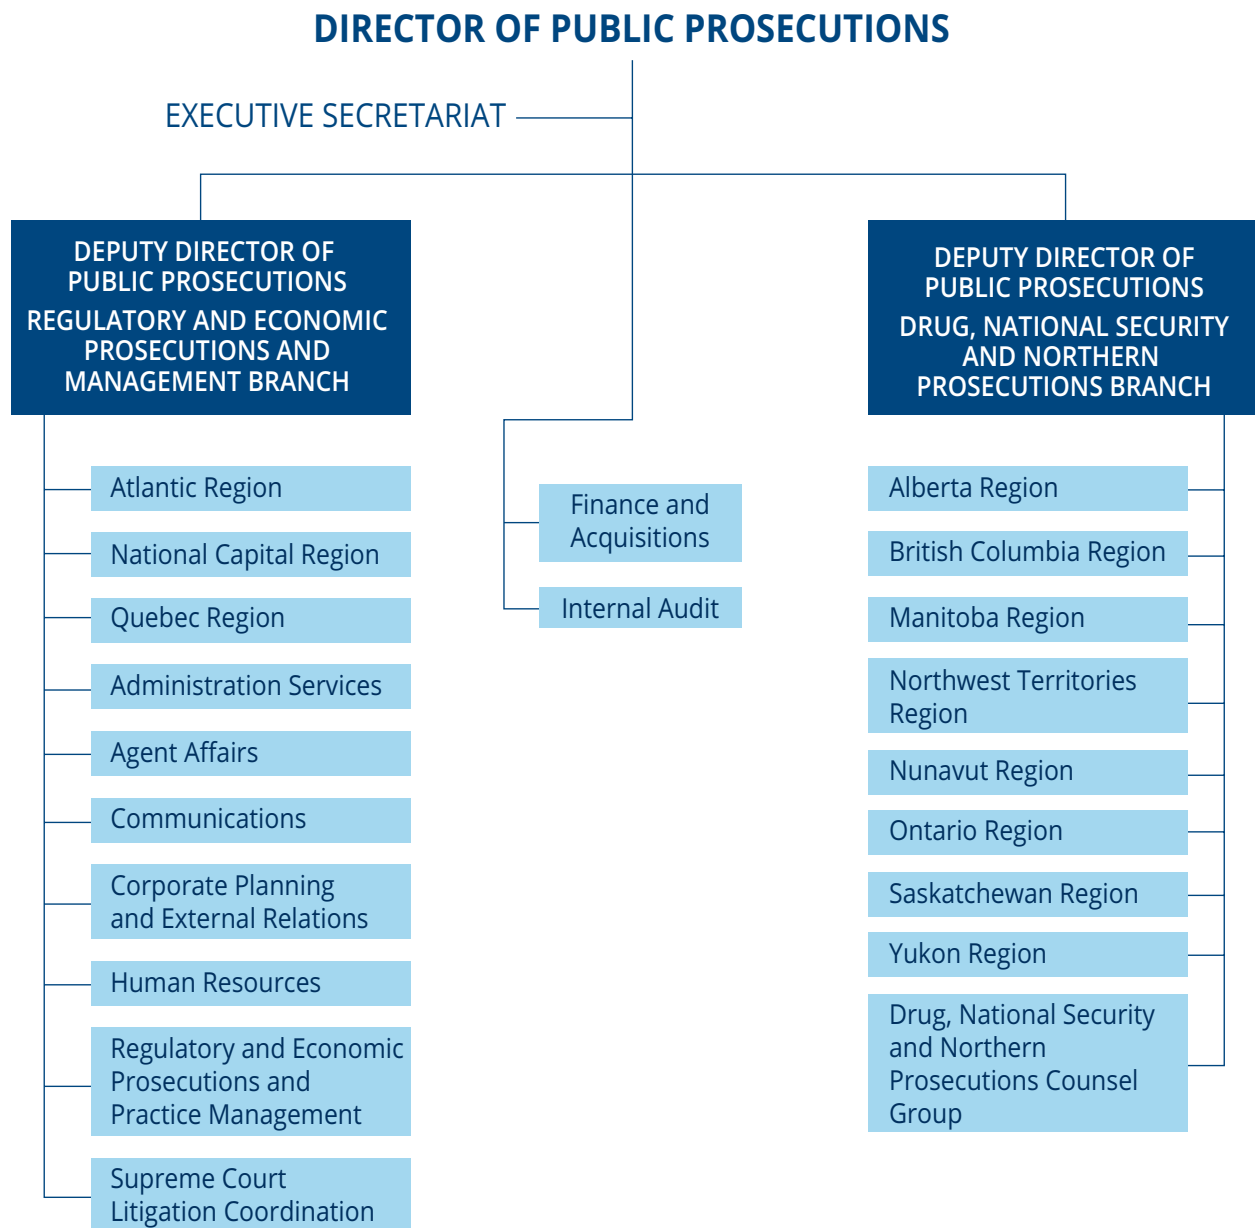 DIRECTOR OF PUBLIC PROSECUTIONS
EXECUTIVE SECRETARIAT
DEPUTY DIRECTOR OF
PUBLIC PROSECUTIONS
REGULATORY AND ECONOMIC
PROSECUTIONS AND
MANAGEMENT BRANCH
Atlantic Region
National Capital Region
Quebec Region
Administration Services
Agent Affairs
Communications
Corporate Planning
and External Relations
Human Resources
Regulatory and Economic
Prosecutions and
Practice Management
Supreme Court
Litigation Coordination
Finance and
Acquisitions
Internal Audit
DEPUTY DIRECTOR OF
PUBLIC PROSECUTIONS
DRUG, NATIONAL SECURITY
AND NORTHERN
PROSECUTIONS BRANCH
Alberta Region
British Columbia Region
Manitoba Region
Northwest Territories
Region
Nunavut Region
Ontario Region
Saskatchewan Region
Yukon Region
Drug, National Security
and Northern
Prosecutions Counsel
Group